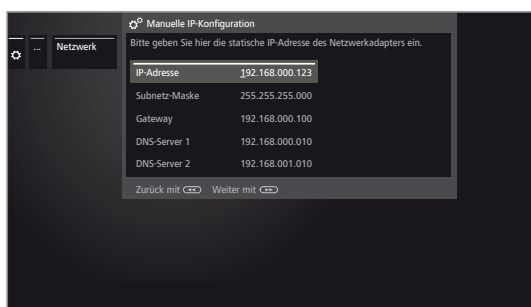 Manuelle IP-Konfiguration
... Netzwerk
Bitte geben Sie hier die statische IP-Adresse des Netzwerkadapters ein.
IP-Adresse 192.168.000.123
Subnetz-Maske 255.255.255.000
Gateway 192.168.000.100
DNS-Server 1 192.168.000.010
DNS-Server 2 192.168.001.010
Zurück mit Weiter mit